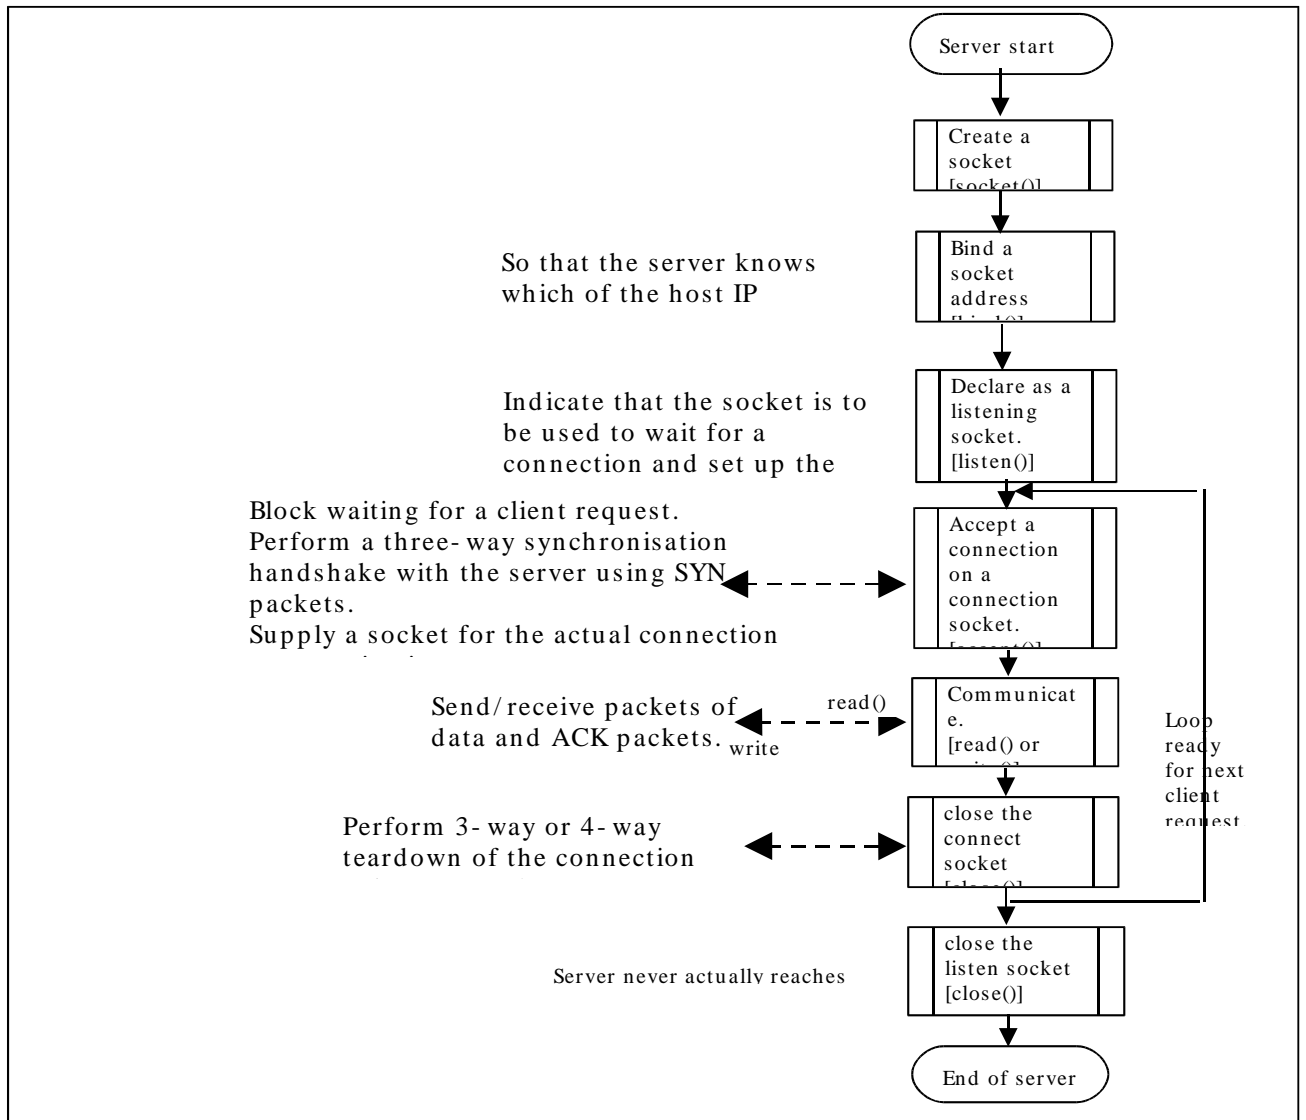 Server start
Create a
socket
[socket()]
So that the server knows
which of the host IP
Bind a
socket
address
[bind()]
Indicate that the socket is to
be used to wait for a
connection and set up the
Declare as a
listening
socket.
[listen()]
Block waiting for a client request.
Perform a three-way synchronisation
handshake with the server using SYN
packets.
Supply a socket for the actual connection
Accept a
connection
on a
connection
socket.
[accept()]
Send/receive packets of
data and ACK packets.
read()
write
Communicat
e.
[read() or
Loop
ready
for next
client
request
Perform 3-way or 4-way
teardown of the connection
close the
connect
socket
[close()]
Server never actually reaches
close the
listen socket
[close()]
End of server